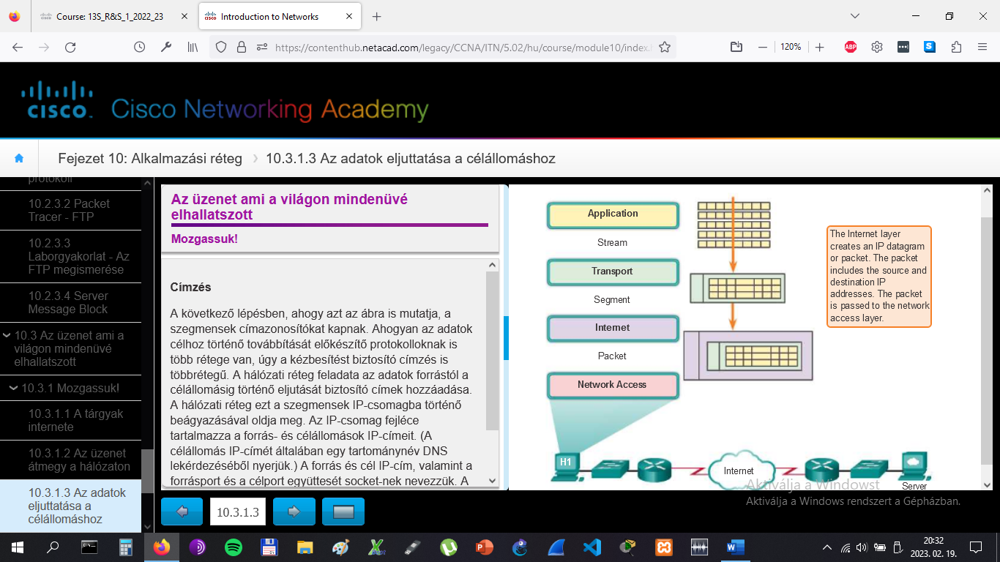 Course: 13S_R&S_1_2022_23
Introduction to Networks
https://contenthub.netacad.com/legacy/CCNA/ITN/5.02/hu/course/module10/index.
120%
ABP
CISCO
Cisco Networking Academy
Fejezet 10: Alkalmazási réteg
10.3.1.3 Az adatok eljuttatása a célállomáshoz
protokoll
10.2.3.2 Packet
Tracer - FTP
10.2.3.3
Laborgyakorlat - Az
FTP megismerése
10.2.3.4 Server
Message Block
10.3 Az üzenet ami a
világon mindenüvé
elhallatszott
10.3.1 Mozgassuk!
10.3.1.1 A tárgyak
internete
10.3.1.2 Az üzenet
átmegy a hálózaton
10.3.1.3 Az adatok
eljuttatása a
célállomáshoz
Az üzenet ami a világon mindenüvé
elhallatszott
Mozgassuk!
Címzés
A következő lépésben, ahogy azt az ábra is mutatja, a
szegmensek címazonosítókat kapnak. Ahogyan az adatok
célhoz történő továbbítását előkészítő protokolloknak is
több rétege van, úgy a kézbesítést biztosító címzés is
többrétegű. A hálózati réteg feladata az adatok forrástól a
célállomásig történő eljutását biztosító címek hozzáadása.
A hálózati réteg ezt a szegmensek IP-csomagba történő
beágyazásával oldja meg. Az IP-csomag fejléce
tartalmazza a forrás- és célállomások IP-címeit. (A
célállomás IP-címét általában egy tartománynév DNS
lekérdezéséből nyerjük.) A forrás és cél IP-cím, valamint a
forrásport és a célport együttesét socket-nek nevezzük. A
10.3.1.3
Application
Stream
Transport
Segment
Internet
Packet
Network Access
The Internet layer
creates an IP datagram
or packet. The packet
includes the source and
destination IP
addresses. The packet
is passed to the network
access layer.
H1
Internet
Server
Aktiválja a Windowst
Aktiválja a Windows rendszert a Gépházban.
20:32
2023. 02. 19.